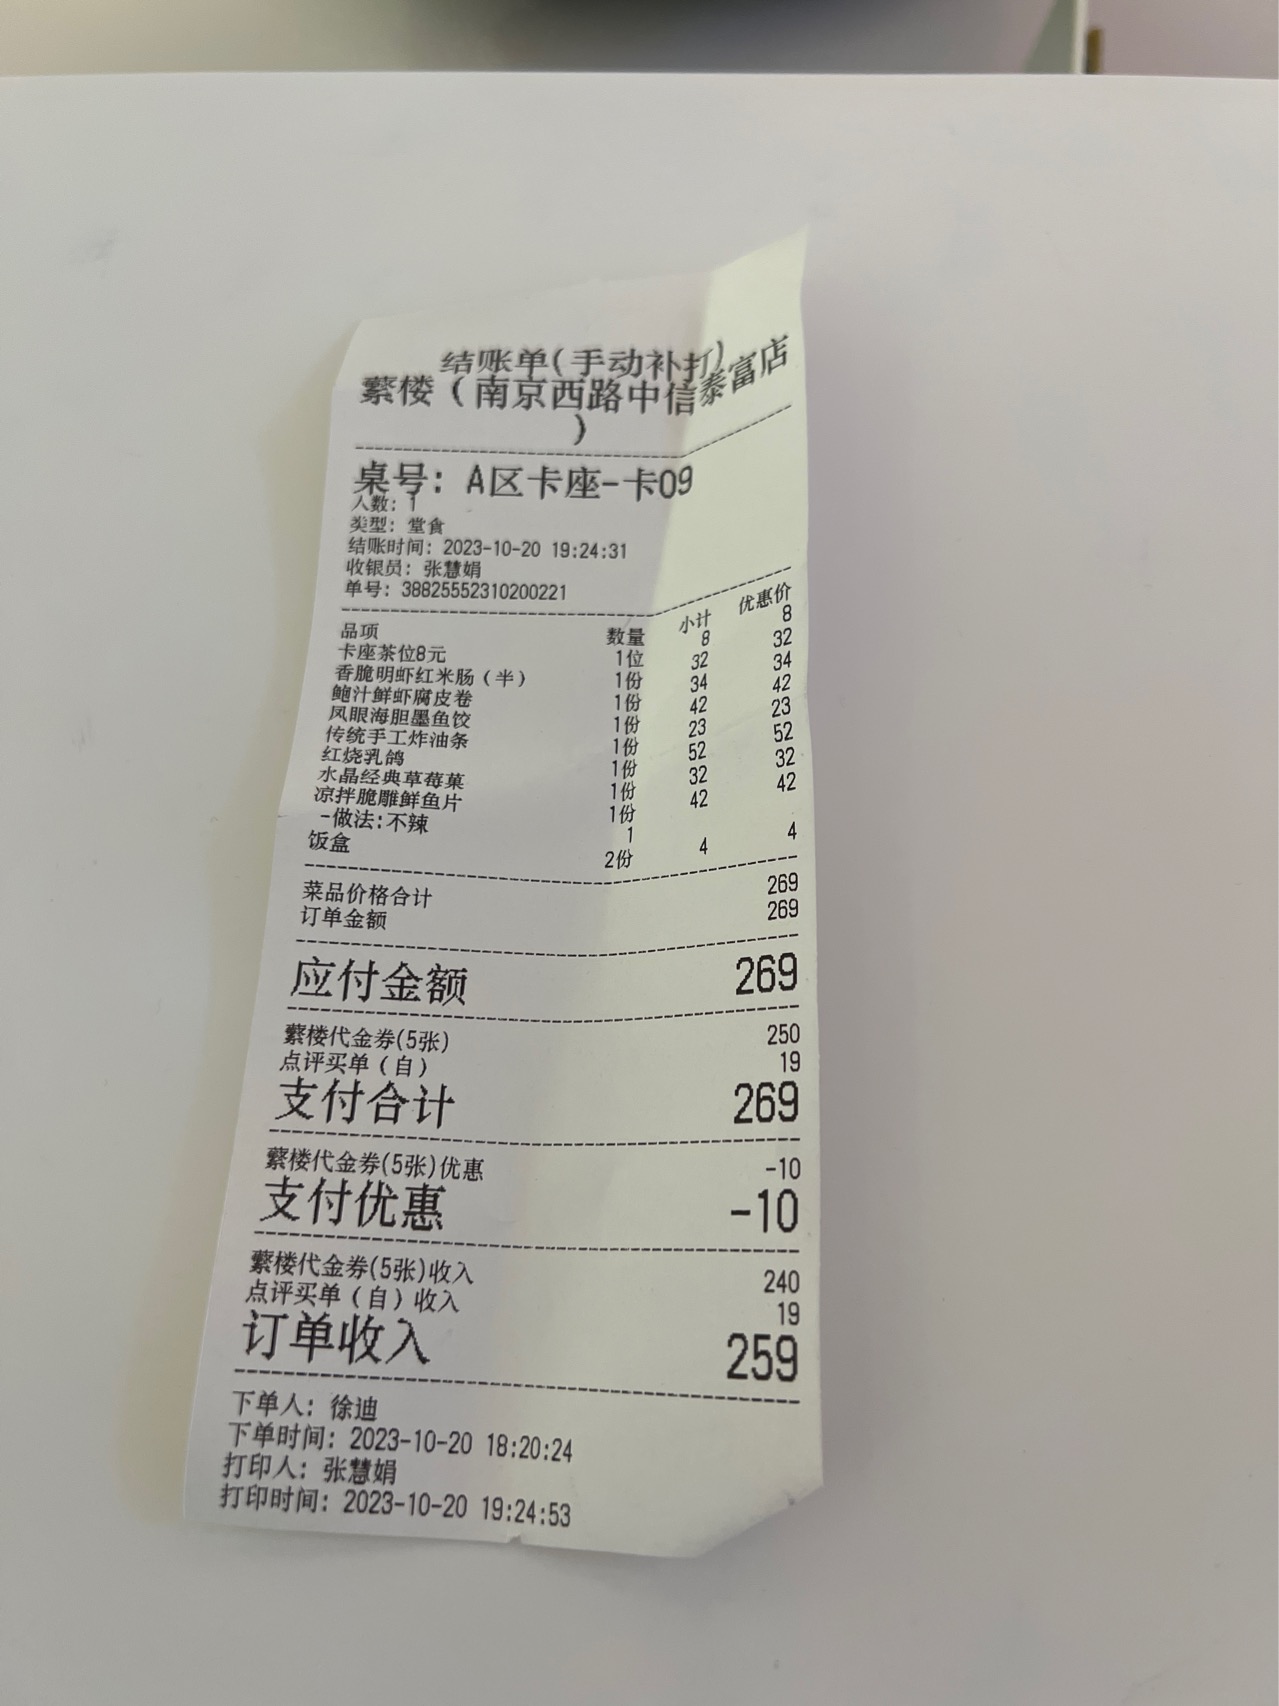 结账单(手动补打)
蘩楼（南京西路中信泰富店
）
桌号: A区卡座-卡09
人数: 1
类型: 堂食
结账时间: 2023-10-20 19:24:31
收银员: 张慧娟
单号: 38825552310200221
品项 数量 小计 优惠价
卡座茶位8元 1位 8 8
香脆明虾红米肠（半） 1份 32 32
鲍汁鲜虾腐皮卷 1份 34 34
凤眼海胆墨鱼饺 1份 42 42
传统手工炸油条 1份 23 23
红烧乳鸽 1份 52 52
水晶经典草莓菓 1份 32 32
凉拌脆雕鲜鱼片 1份 42 42
-做法:不辣 1
饭盒 2份 4 4
菜品价格合计 269
订单金额 269
应付金额 269
蘩楼代金券(5张) 250
点评买单（自） 19
支付合计 269
蘩楼代金券(5张)优惠 -10
支付优惠 -10
蘩楼代金券(5张)收入 240
点评买单（自）收入 19
订单收入 259
下单人: 徐迪
下单时间: 2023-10-20 18:20:24
打印人: 张慧娟
打印时间: 2023-10-20 19:24:53